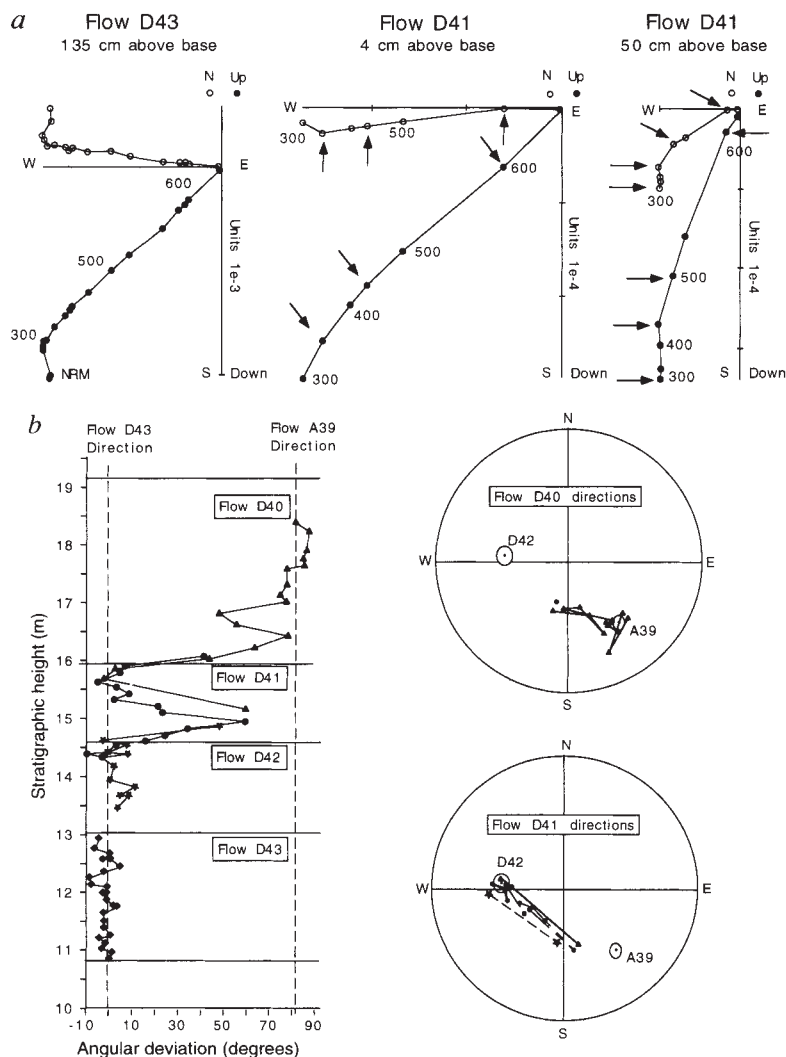 a
Flow D43
135 cm above base
N Up
W E
600
500
300
NRM
S Down
Units 1e-3
Flow D41
4 cm above base
N Up
W E
300
500
600
500
400
300
S Down
Units 1e-4
Flow D41
50 cm above base
N Up
W E
600
300
500
400
300
S Down
Units 1e-4
b
Flow D43
Direction
Flow A39
Direction
Stratigraphic height (m)
19
18
17
16
15
14
13
12
11
10
Flow D40
Flow D41
Flow D42
Flow D43
-10 10 30 50 70 90
Angular deviation (degrees)
N
Flow D40 directions
D42
W E
A39
S
N
Flow D41 directions
D42
W E
A39
S